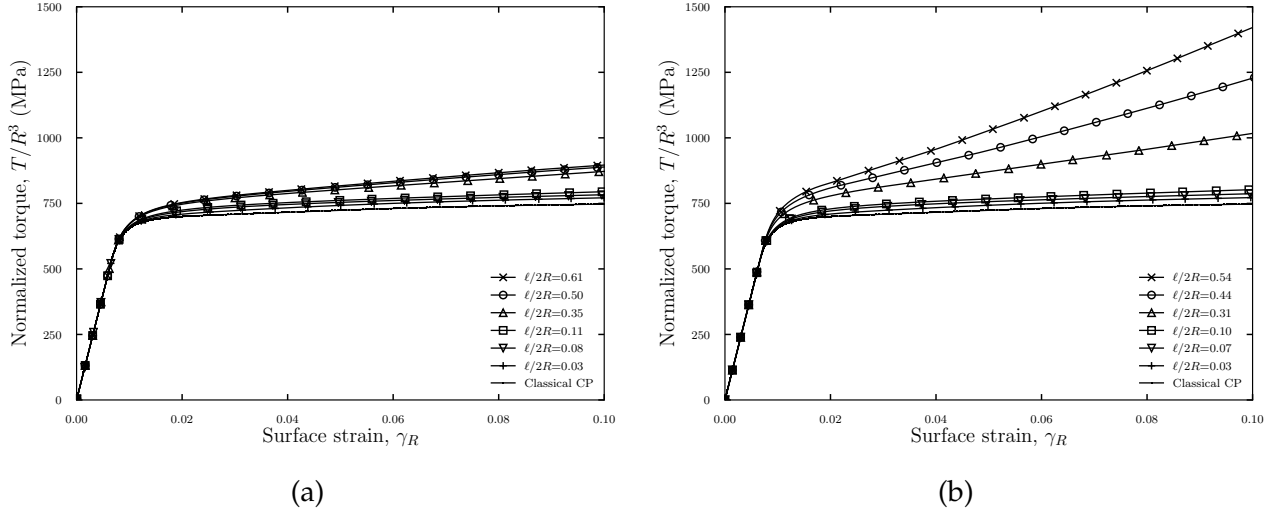 1500
1250
1000
750
500
250
0
Normalized torque, T/R³ (MPa)
ℓ/2R=0.61
ℓ/2R=0.50
ℓ/2R=0.35
ℓ/2R=0.11
ℓ/2R=0.08
ℓ/2R=0.03
Classical CP
0.00 0.02 0.04 0.06 0.08 0.10
Surface strain, γR
(a)
1500
1250
1000
750
500
250
0
Normalized torque, T/R³ (MPa)
ℓ/2R=0.54
ℓ/2R=0.44
ℓ/2R=0.31
ℓ/2R=0.10
ℓ/2R=0.07
ℓ/2R=0.03
Classical CP
0.00 0.02 0.04 0.06 0.08 0.10
Surface strain, γR
(b)